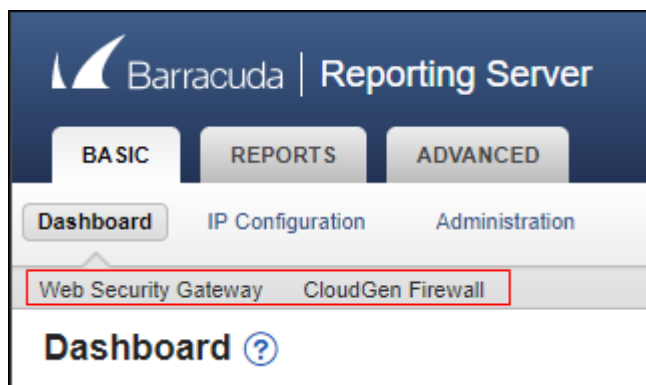 Barracuda | Reporting Server
BASIC REPORTS ADVANCED
Dashboard IP Configuration Administration
Web Security Gateway CloudGen Firewall
Dashboard ?